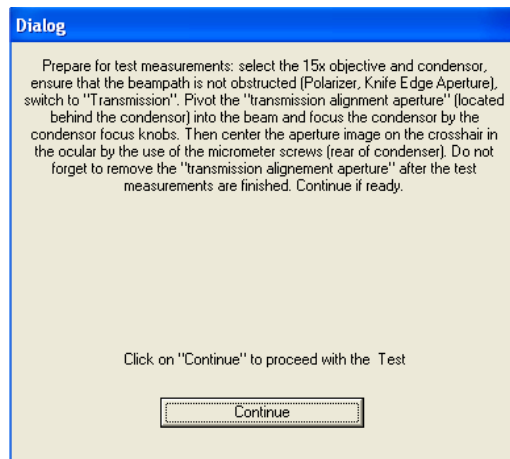 Dialog
Prepare for test measurements: select the 15x objective and condensor,
ensure that the beampath is not obstructed (Polarizer, Knife Edge Aperture),
switch to "Transmission". Pivot the "transmission alignment aperture" (located
behind the condensor) into the beam and focus the condensor by the
condensor focus knobs. Then center the aperture image on the crosshair in
the ocular by the use of the micrometer screws (rear of condenser). Do not
forget to remove the "transmission alignement aperture" after the test
measurements are finished. Continue if ready.
Click on "Continue" to proceed with the Test
Continue